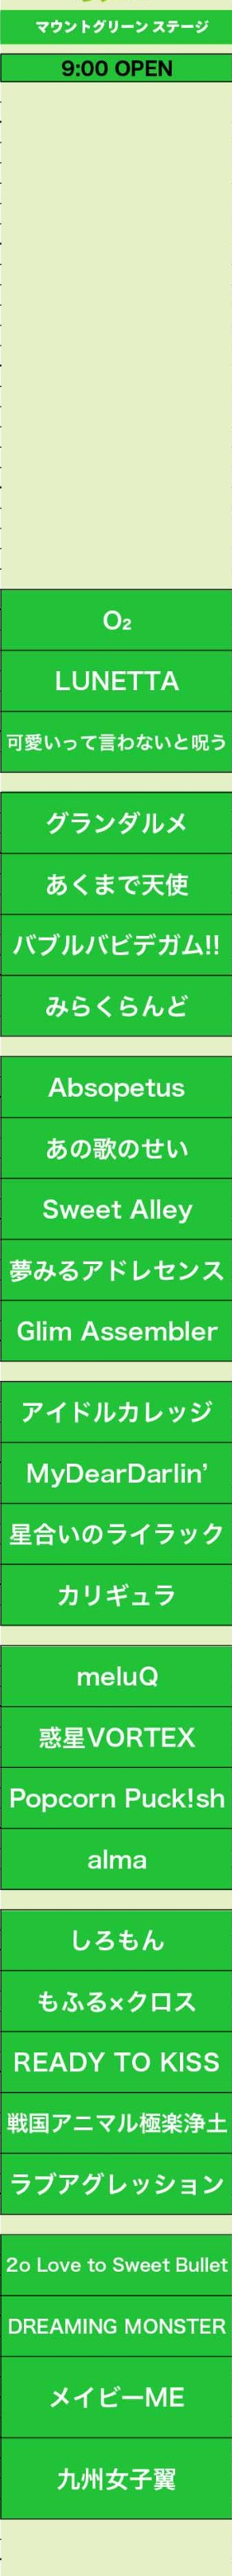 マウントグリーン ステージ
9:00 OPEN
O₂
LUNETTA
可愛いって言わないと呪う
グランダルメ
あくまで天使
バブルバビデガム!!
みらくらんど
Absopetus
あの歌のせい
Sweet Alley
夢みるアドレセンス
Glim Assembler
アイドルカレッジ
MyDearDarlin’
星合いのライラック
カリギュラ
meluQ
惑星VORTEX
Popcorn Puck!sh
alma
しろもん
もふる×クロス
READY TO KISS
戦国アニマル極楽浄土
ラブアグレッション
2o Love to Sweet Bullet
DREAMING MONSTER
メイビーME
九州女子翼